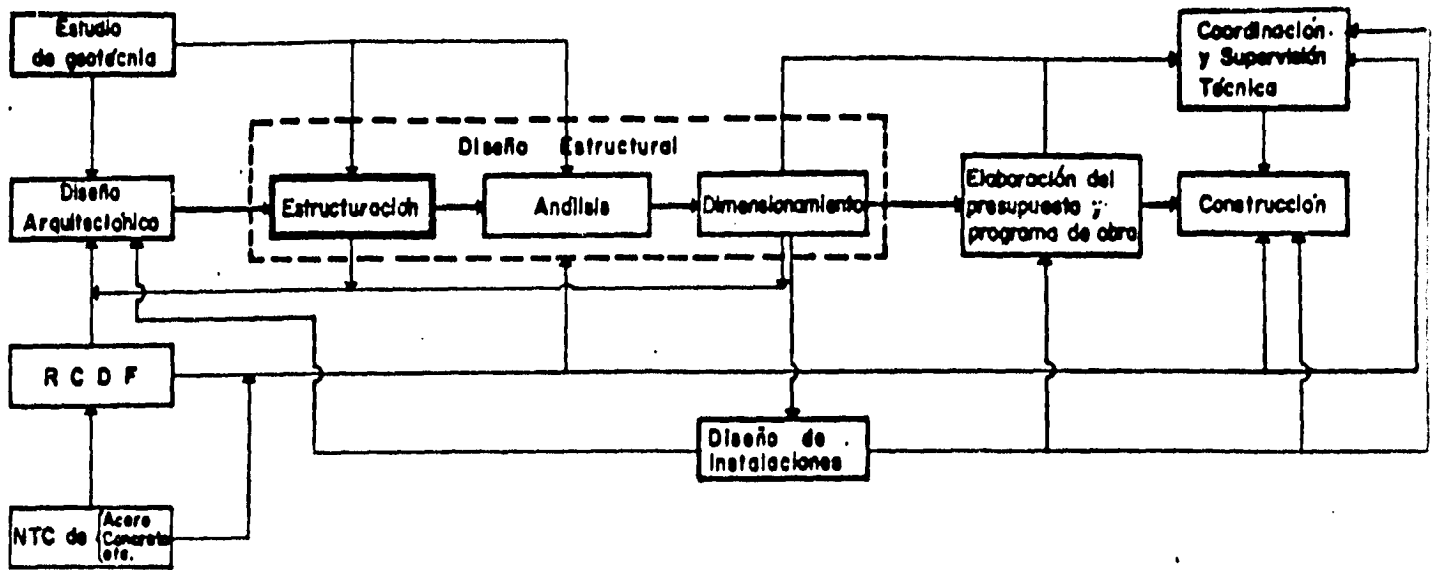 Estudio
de geotécnia
Coordinación
y Supervisión
Técnica
Diseño Estructural
Diseño
Arquitectónico
Estructuración
Análisis
Dimensionamiento
Elaboración del
presupuesto y
programa de obra
Construcción
R C D F
Diseño de
Instalaciones
NTC de
Acero
Concreto
etc.